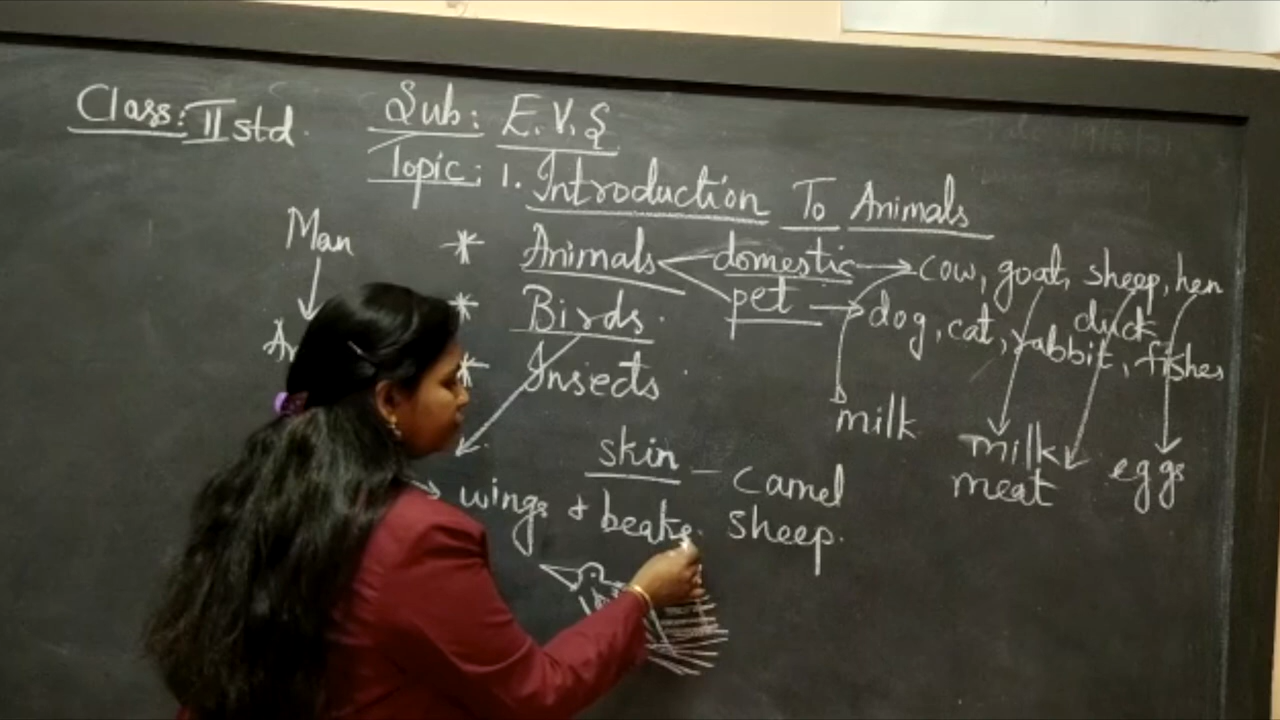 Class: II std. Sub: E.V.S
Topic: 1. Introduction To Animals
Man * Animals domestic cow, goat, sheep, hen
duck
* Birds. pet dog, cat, rabbit, fishes
* Insects
milk milk eggs
meat
skin - camel
sheep.
wings & beaks.